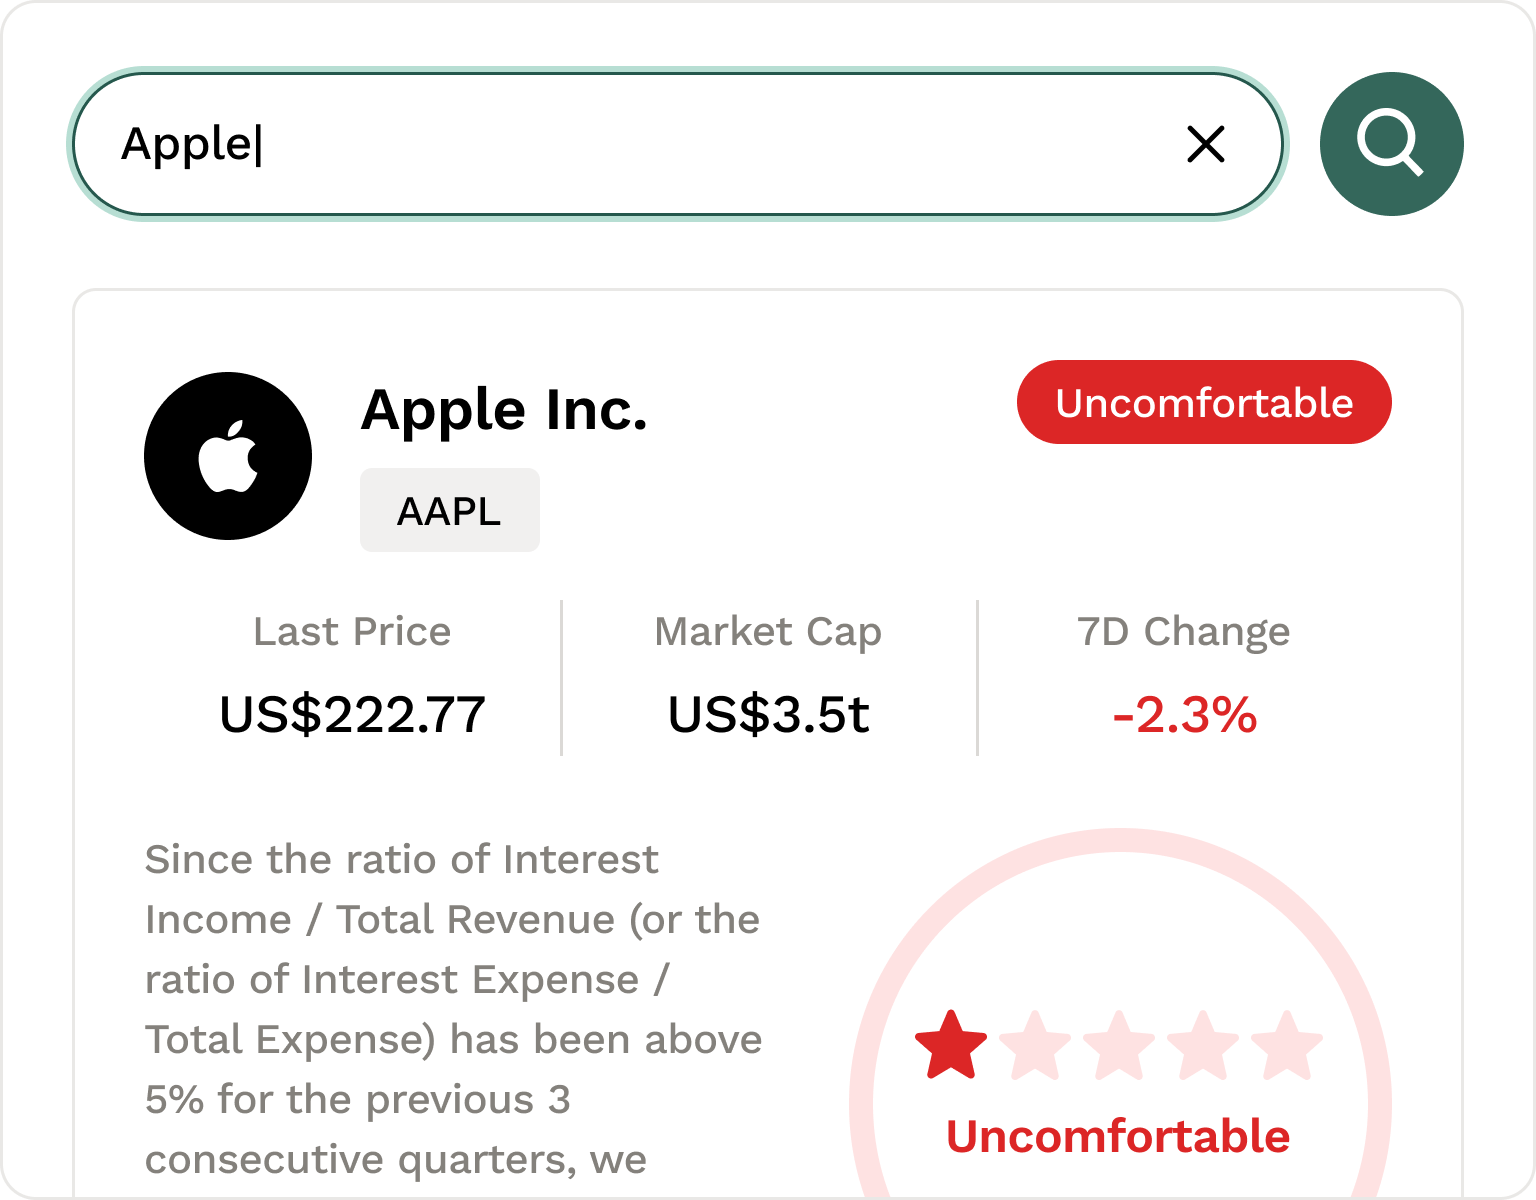 Apple
Apple Inc.
Uncomfortable
AAPL
Last Price
US$222.77
Market Cap
US$3.5t
7D Change
-2.3%
Since the ratio of Interest
Income / Total Revenue (or the
ratio of Interest Expense /
Total Expense) has been above
5% for the previous 3
consecutive quarters, we
Uncomfortable